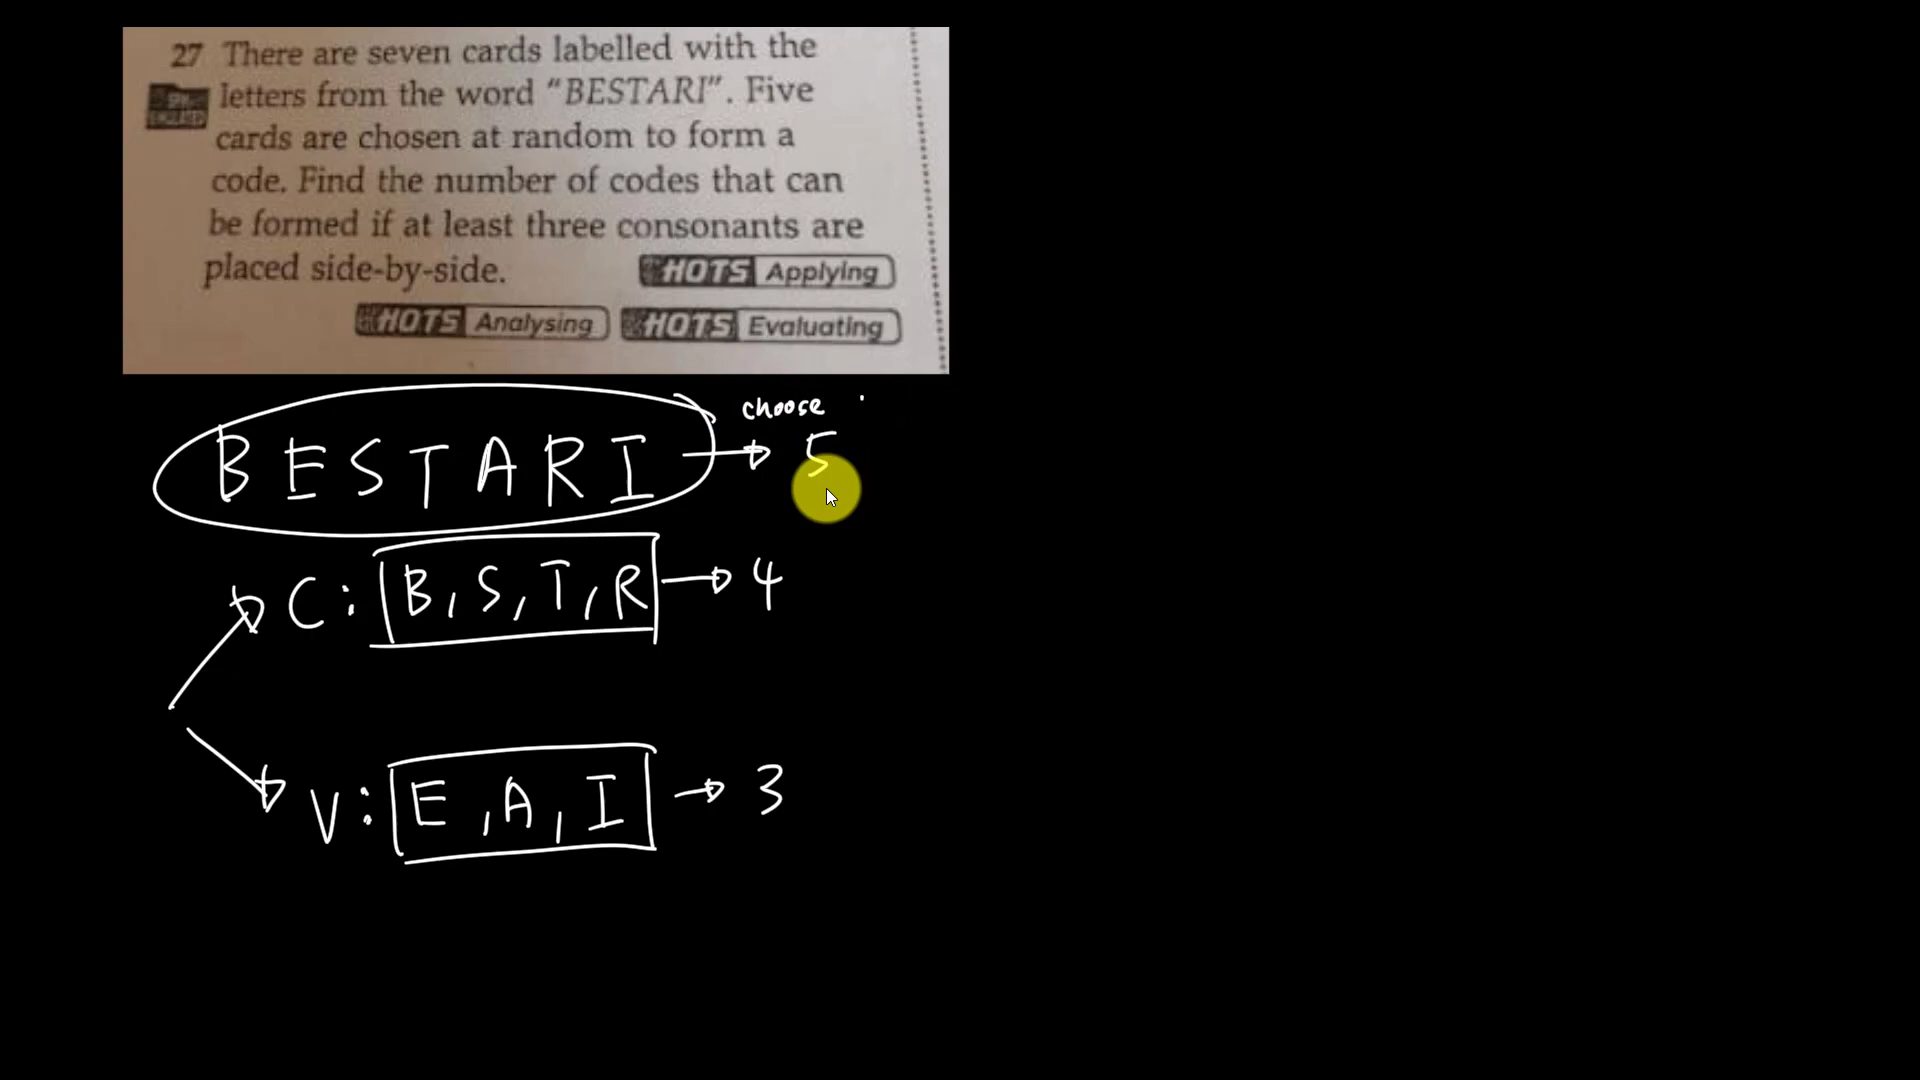 27 There are seven cards labelled with the
letters from the word "BESTARI". Five
cards are chosen at random to form a
code. Find the number of codes that can
be formed if at least three consonants are
placed side-by-side. HOTS Applying
HOTS Analysing HOTS Evaluating
choose
BESTARI → 5
C: B, S, T, R → 4
V: E, A, I → 3